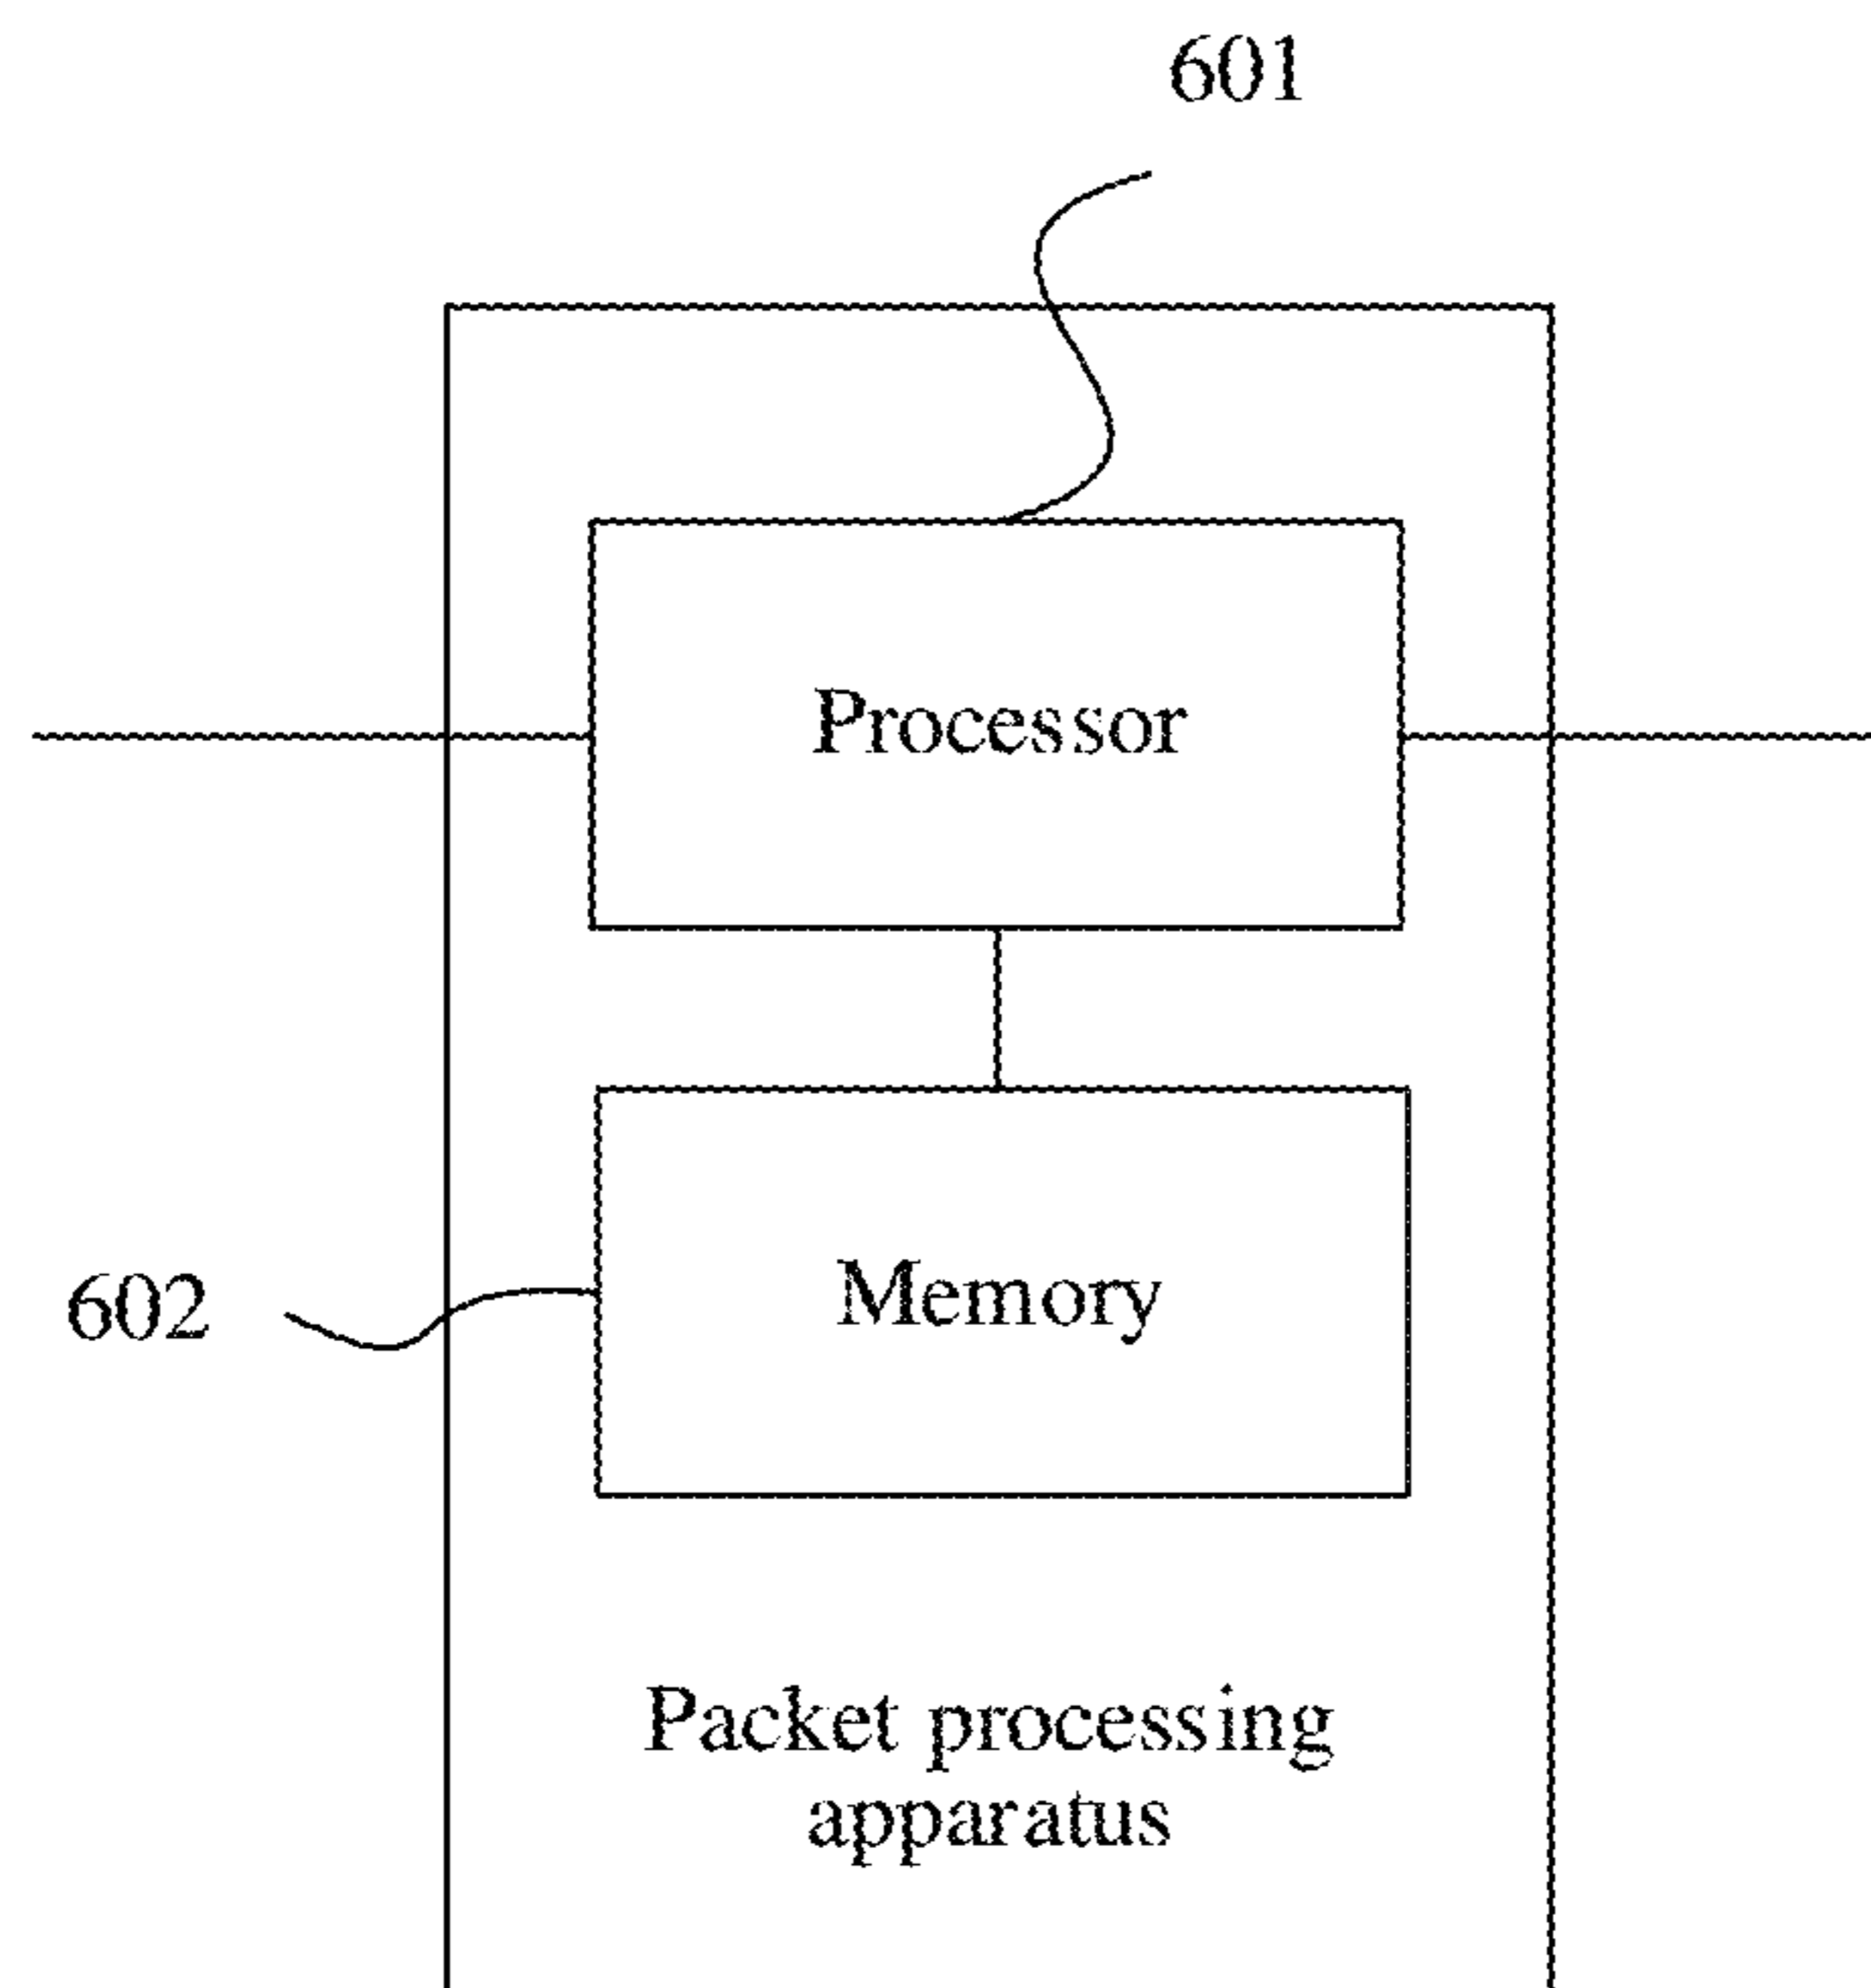 601
Processor
Memory
602
Packet processing
apparatus